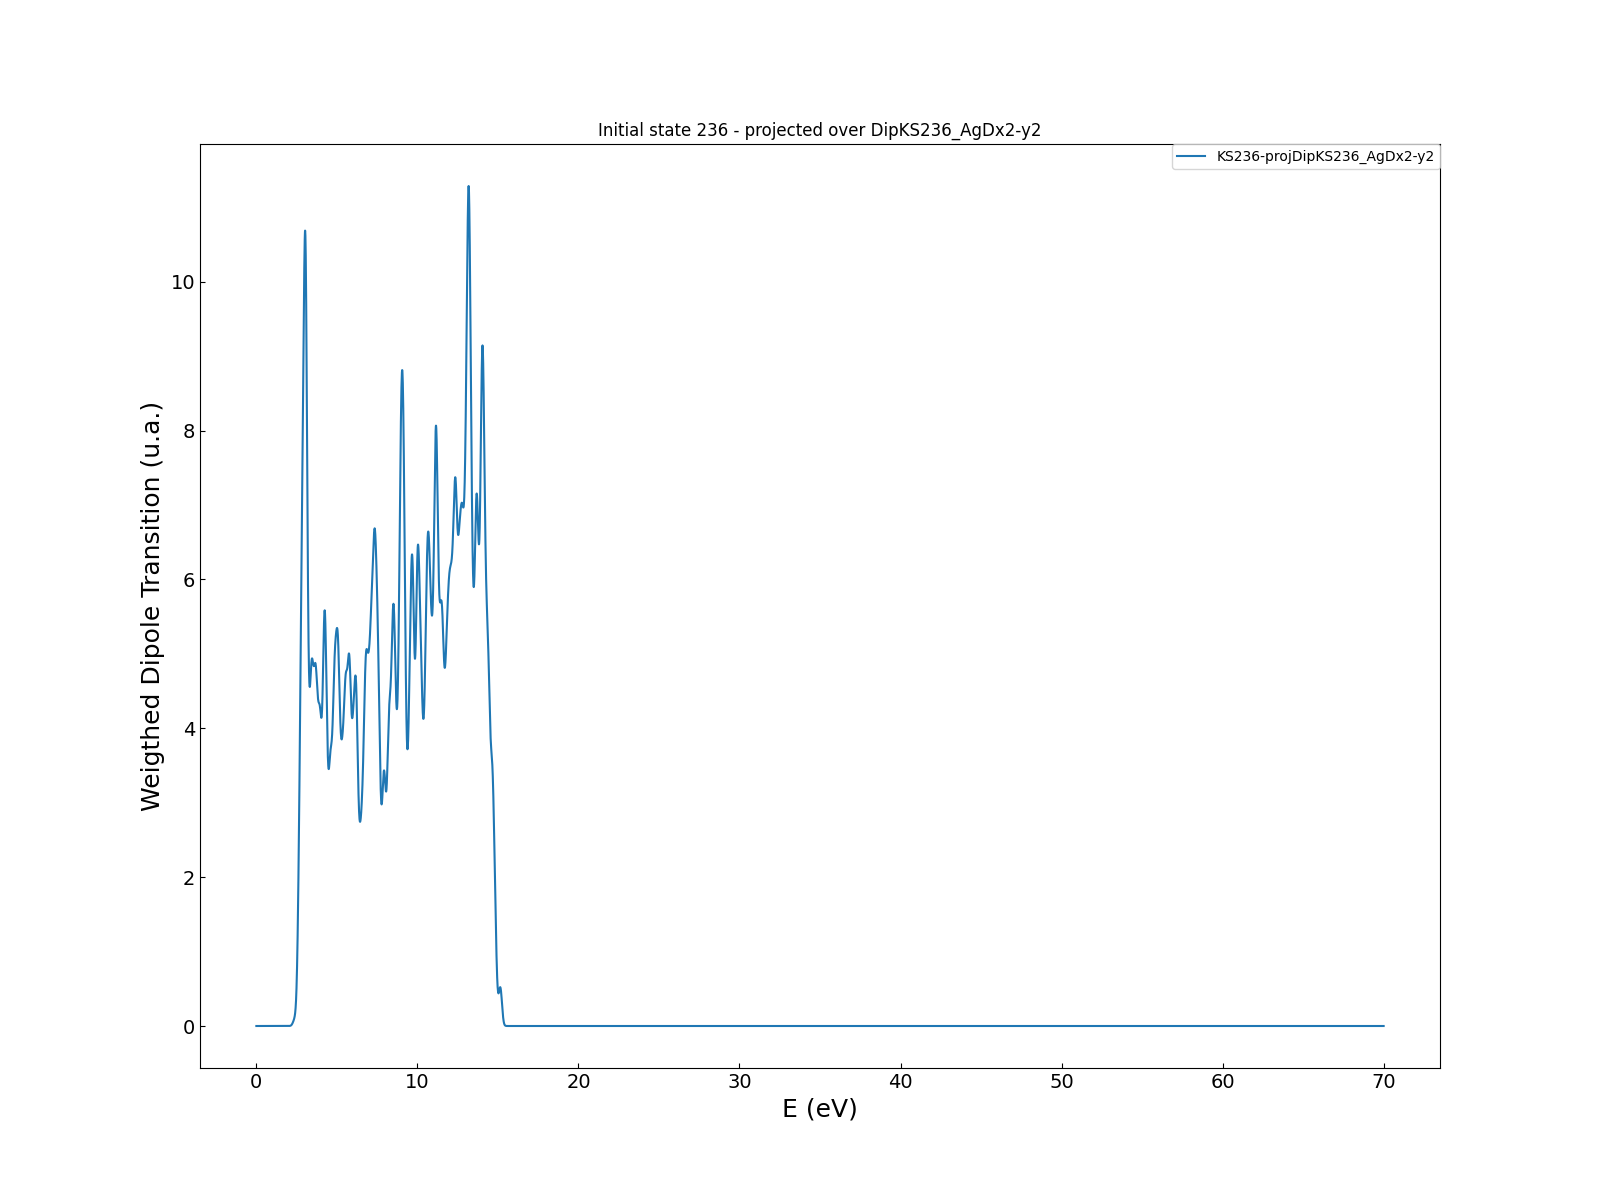 Initial state 236 - projected over DipKS236_AgDx2-y2
KS236-projDipKS236_AgDx2-y2
Weigthed Dipole Transition (u.a.)
10
8
6
4
2
0
0 10 20 30 40 50 60 70
E (eV)